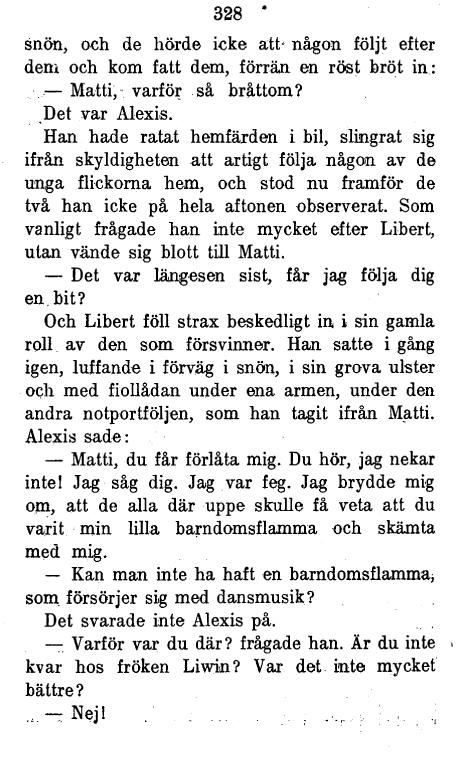 328
snön, och de hörde icke att någon följt efter
dem och kom fatt dem, förrän en röst bröt in:
— Matti, varför så bråttom?
Det var Alexis.
Han hade ratat hemfärden i bil, slingrat sig
ifrån skyldigheten att artigt följa någon av de
unga flickorna hem, och stod nu framför de
två han icke på hela aftonen observerat. Som
vanligt frågade han inte mycket efter Libert,
utan vände sig blott till Matti.
— Det var längesen sist, får jag följa dig
en bit?
Och Libert föll strax beskedligt in i sin gamla
roll av den som försvinner. Han satte i gång
igen, luffande i förväg i snön, i sin grova ulster
och med fiollådan under ena armen, under den
andra notportföljen, som han tagit ifrån Matti.
Alexis sade:
— Matti, du får förlåta mig. Du hör, jag nekar
inte! Jag såg dig. Jag var feg. Jag brydde mig
om, att de alla där uppe skulle få veta att du
varit min lilla barndomsflamma och skämta
med mig.
— Kan man inte ha haft en barndomsflamma,
som försörjer sig med dansmusik?
Det svarade inte Alexis på.
— Varför var du där? frågade han. Är du inte
kvar hos fröken Liwin? Var det inte mycket
bättre?
— Nej!